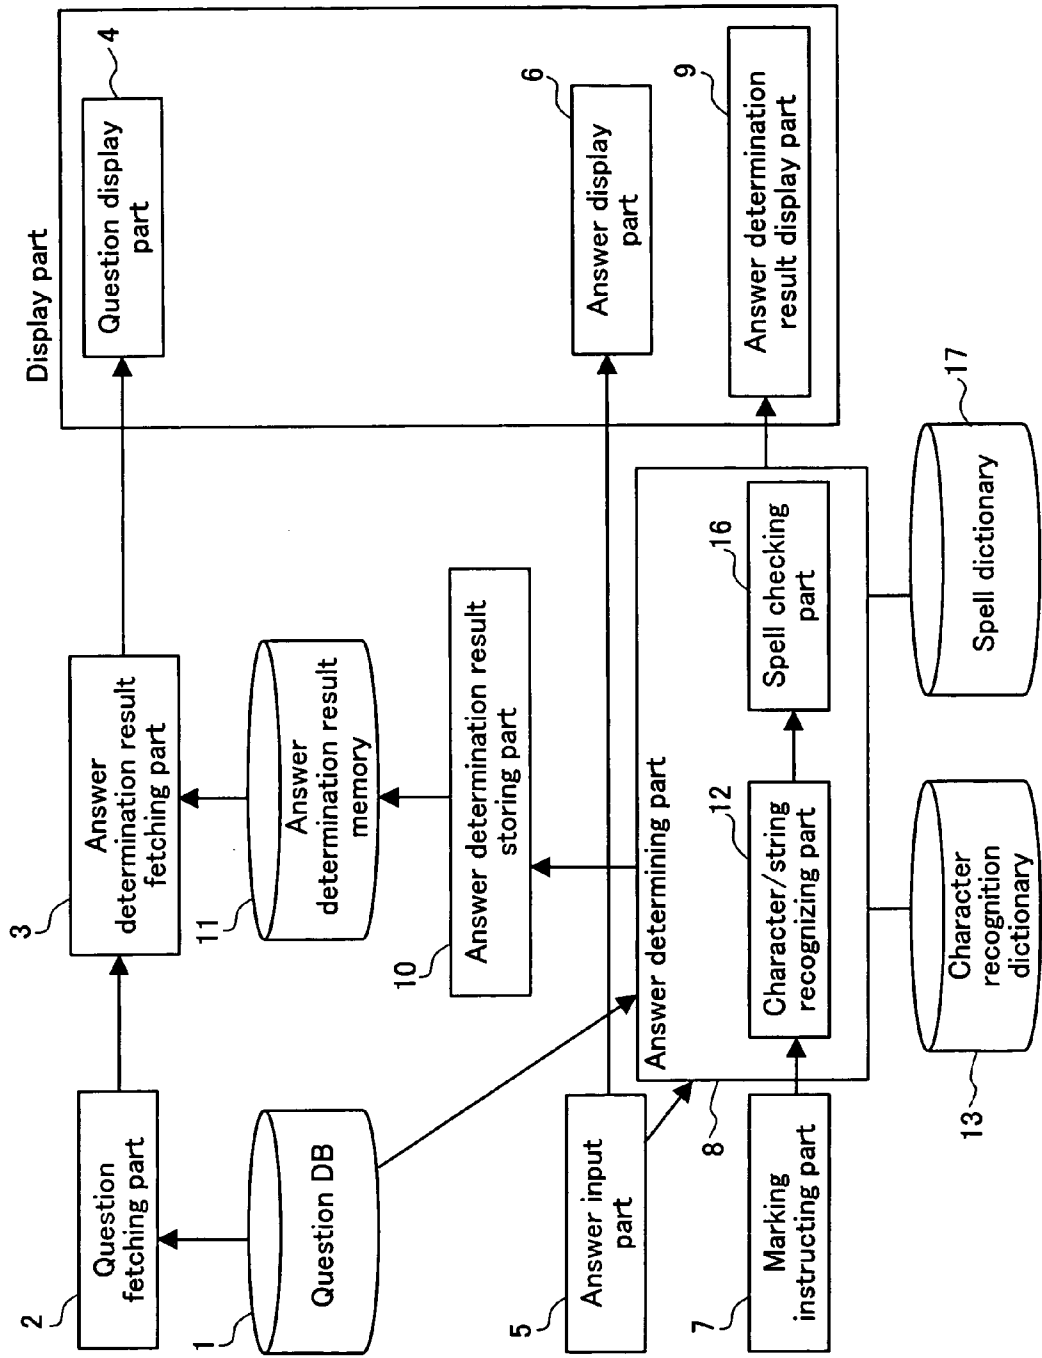 Display part
2
Question
fetching part
3
Answer
determination result
fetching part
4
Question display
part
1
Question DB
11
Answer
determination result
memory
10
Answer determination result
storing part
5
Answer input
part
6
Answer display
part
7
Marking
instructing part
8
Answer determining part
12
Character/string
recognizing part
16
Spell checking
part
9
Answer determination
result display part
13
Character
recognition
dictionary
17
Spell dictionary